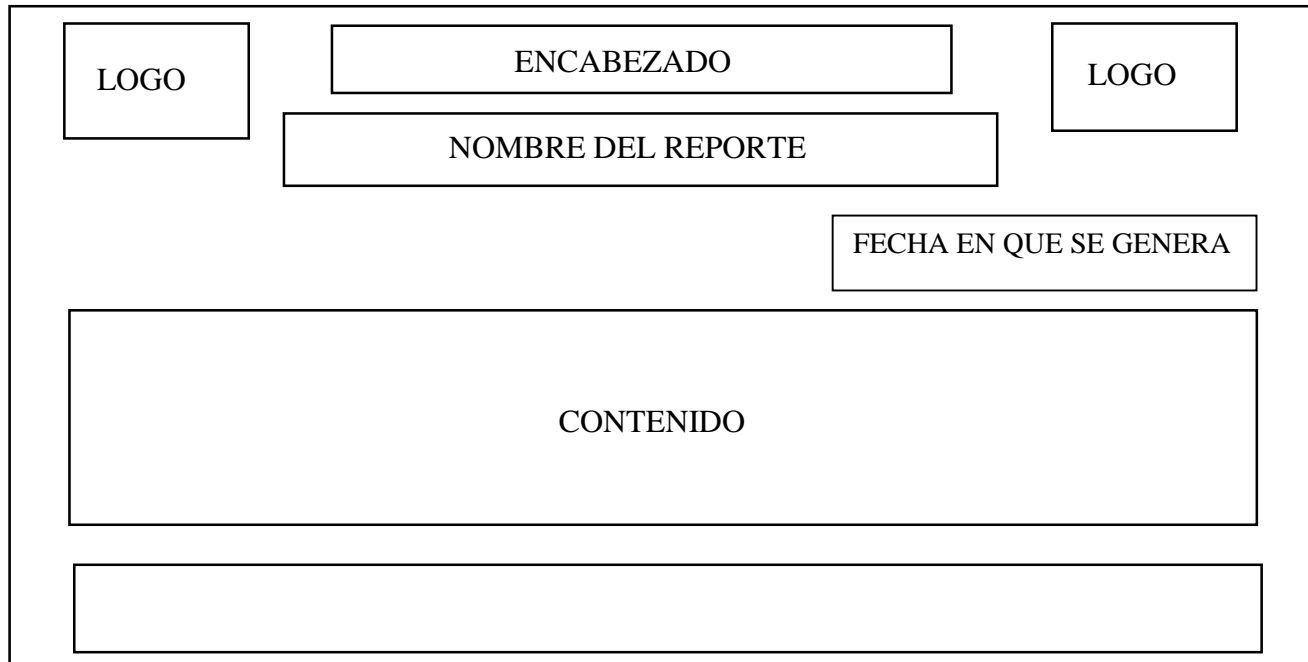 LOGO
ENCABEZADO
LOGO
NOMBRE DEL REPORTE
FECHA EN QUE SE GENERA
CONTENIDO